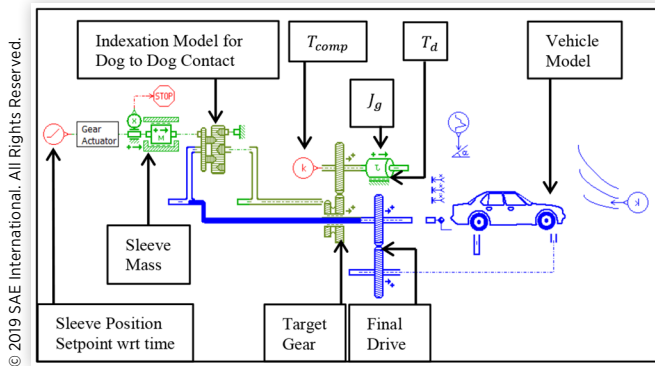 © 2019 SAE International. All Rights Reserved.
Indexation Model for
Dog to Dog Contact
T_comp
T_d
Vehicle
Model
J_g
STOP
Gear
Actuator
x
M
k
k
Sleeve
Mass
Sleeve Position
Setpoint wrt time
Target
Gear
Final
Drive